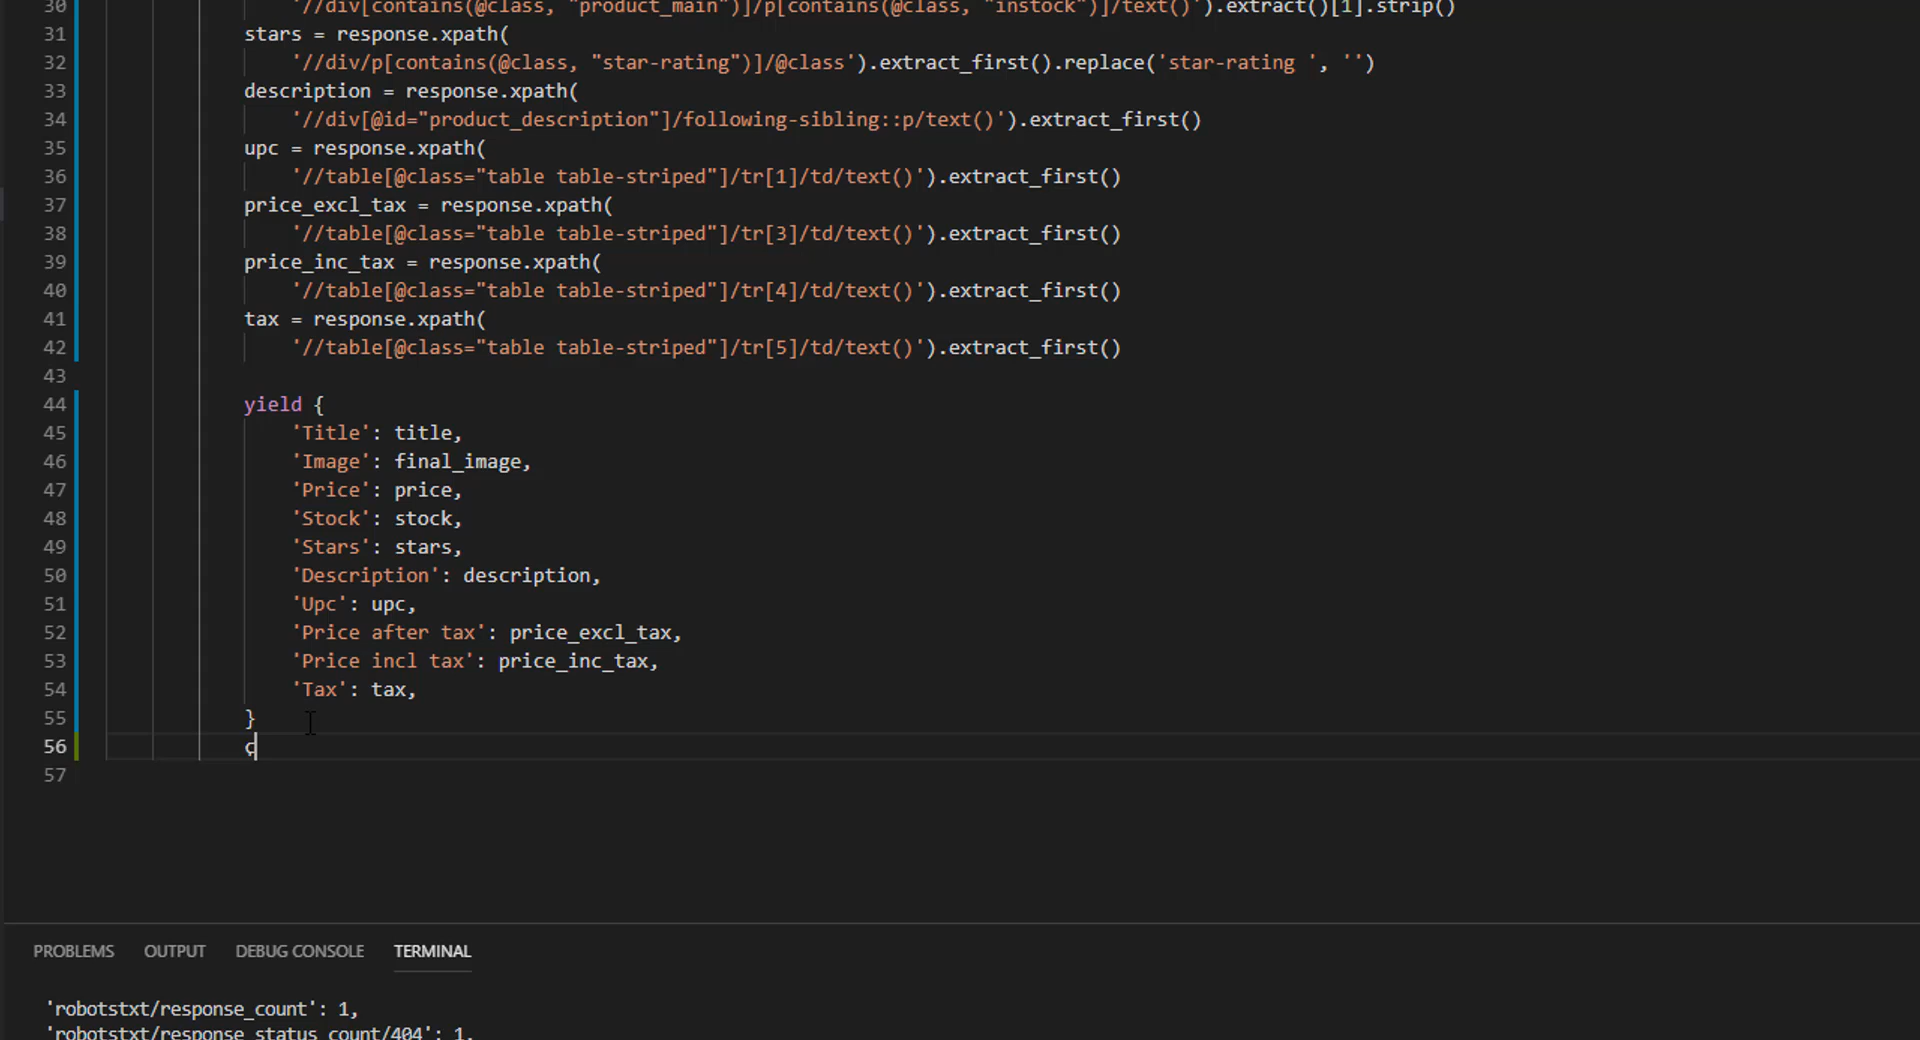 30 '//div[contains(@class, "product_main")]/p[contains(@class, "instock")]/text()').extract()[1].strip()
31 stars = response.xpath(
32 '//div/p[contains(@class, "star-rating")]/@class').extract_first().replace('star-rating ', '')
33 description = response.xpath(
34 '//div[@id="product_description"]/following-sibling::p/text()').extract_first()
35 upc = response.xpath(
36 '//table[@class="table table-striped"]/tr[1]/td/text()').extract_first()
37 price_excl_tax = response.xpath(
38 '//table[@class="table table-striped"]/tr[3]/td/text()').extract_first()
39 price_inc_tax = response.xpath(
40 '//table[@class="table table-striped"]/tr[4]/td/text()').extract_first()
41 tax = response.xpath(
42 '//table[@class="table table-striped"]/tr[5]/td/text()').extract_first()
43
44 yield {
45 'Title': title,
46 'Image': final_image,
47 'Price': price,
48 'Stock': stock,
49 'Stars': stars,
50 'Description': description,
51 'Upc': upc,
52 'Price after tax': price_excl_tax,
53 'Price incl tax': price_inc_tax,
54 'Tax': tax,
55 }
56 ç
57
PROBLEMS OUTPUT DEBUG CONSOLE TERMINAL
'robotstxt/response_count': 1,
'robotstxt/response_status_count/404': 1,